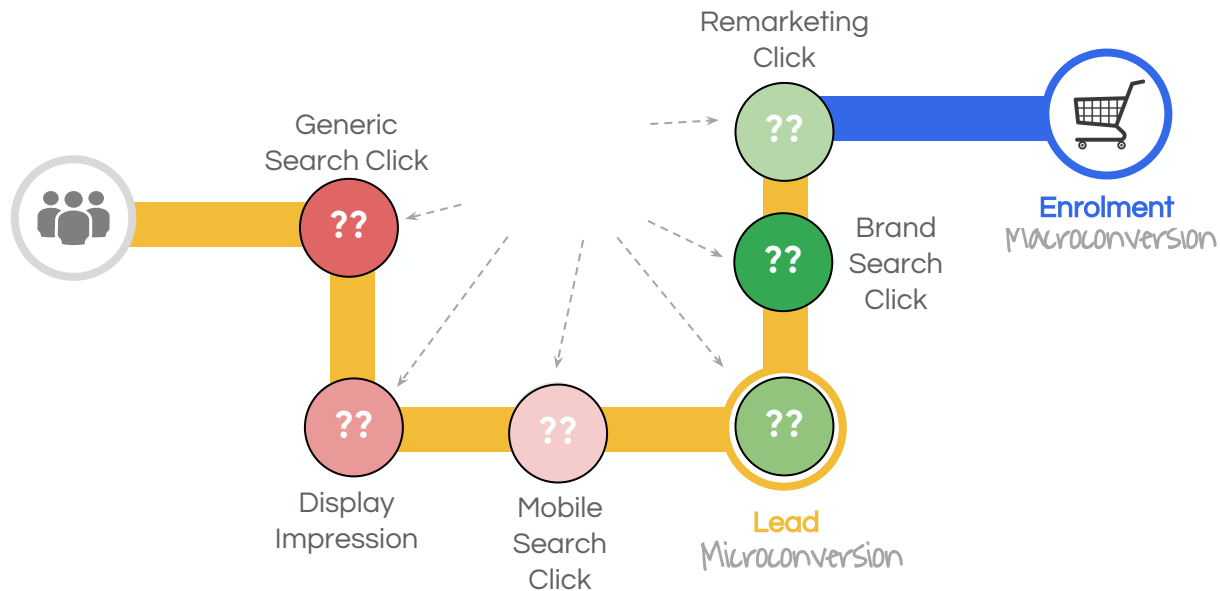 Remarketing
Click
Generic
Search Click
??
??
Enrolment
Macroconversion
??
Brand
Search
Click
??
??
??
Display
Impression
Mobile
Search
Click
Lead
Microconversion